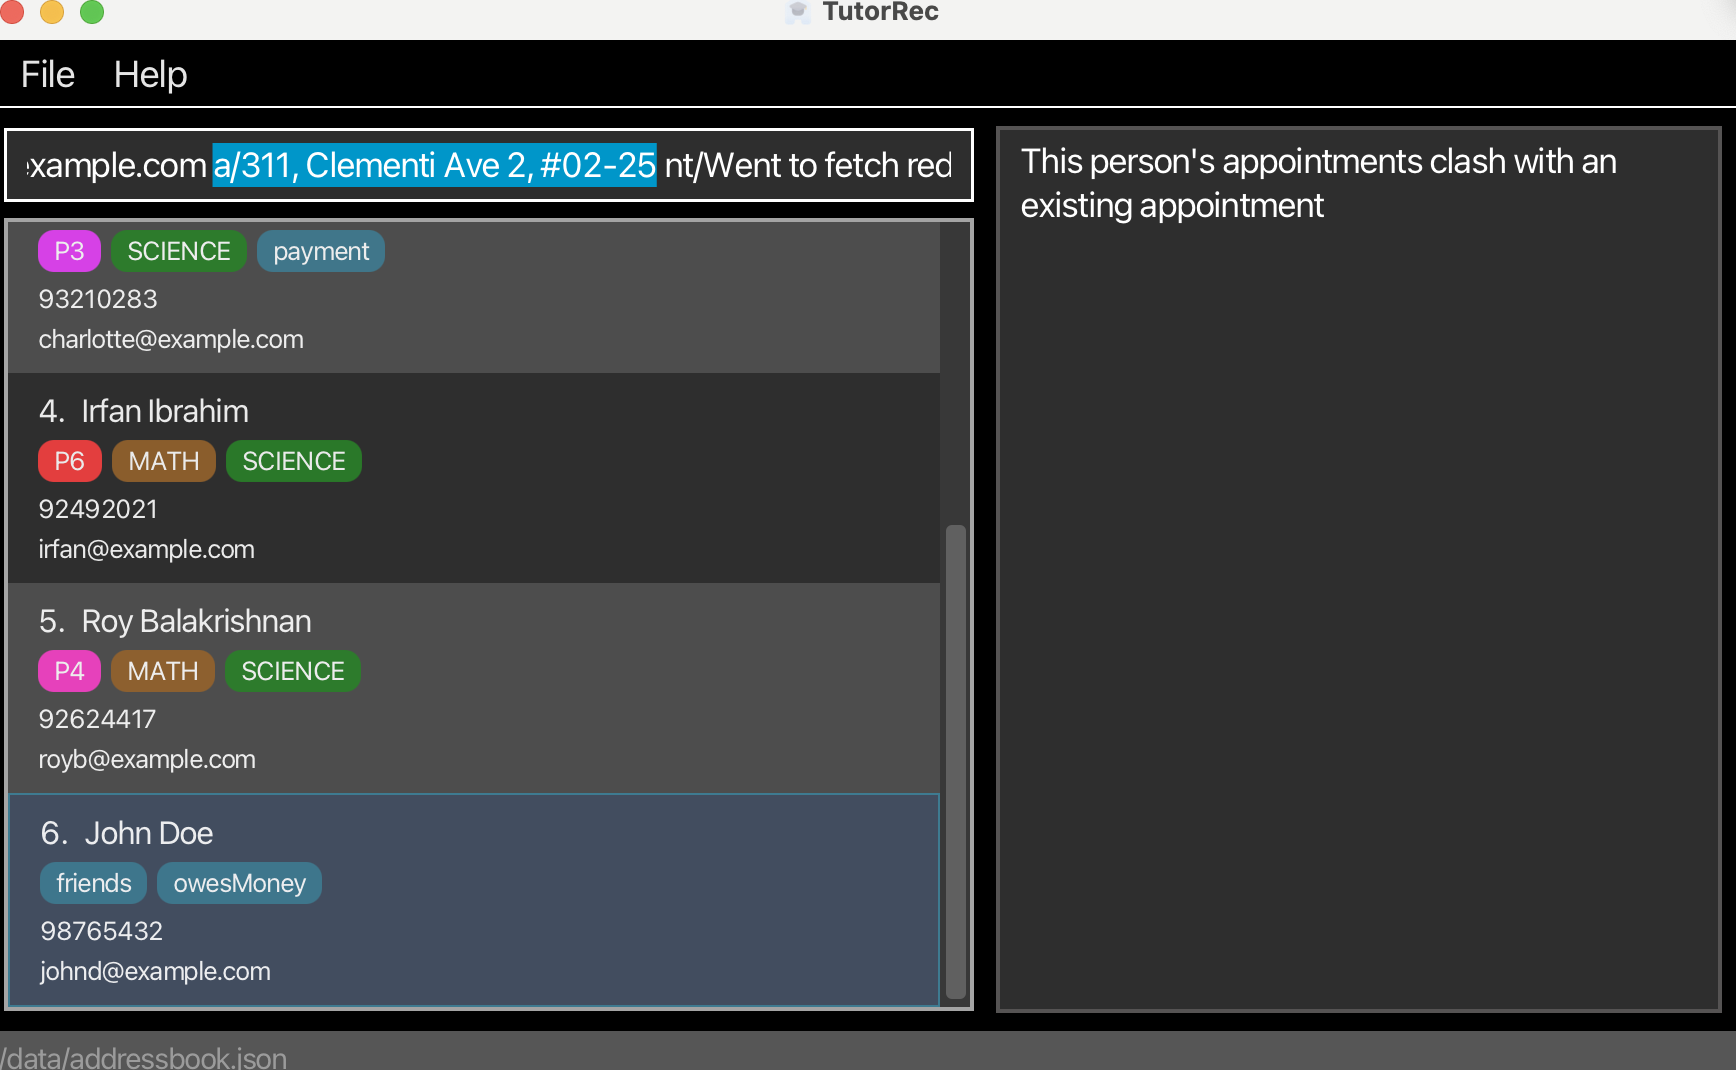 TutorRec
File Help
example.com a/311, Clementi Ave 2, #02-25 nt/Went to fetch red
P3 SCIENCE payment
93210283
charlotte@example.com
4. Irfan Ibrahim
P6 MATH SCIENCE
92492021
irfan@example.com
5. Roy Balakrishnan
P4 MATH SCIENCE
92624417
royb@example.com
6. John Doe
friends owesMoney
98765432
johnd@example.com
This person's appointments clash with an
existing appointment
/data/addressbook.json